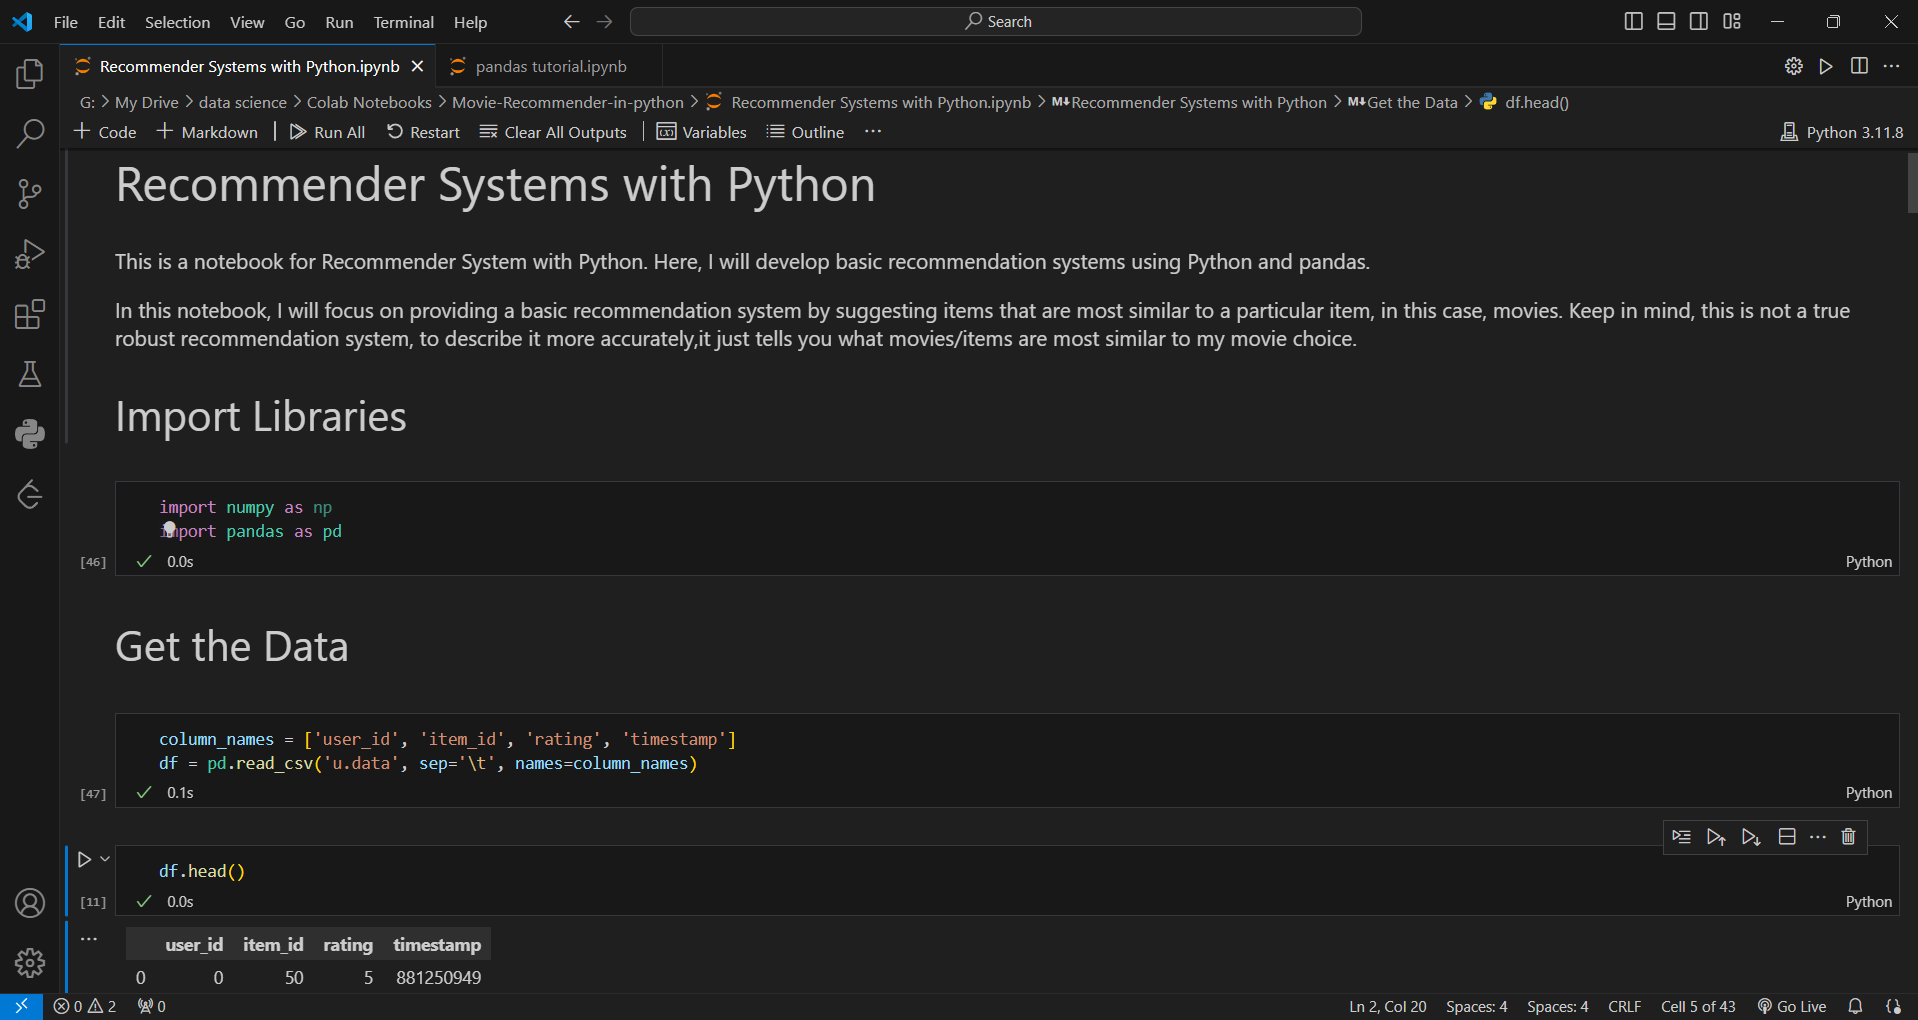 File Edit Selection View Go Run Terminal Help Search
Recommender Systems with Python.ipynb pandas tutorial.ipynb
G: > My Drive > data science > Colab Notebooks > Movie-Recommender-in-python > Recommender Systems with Python.ipynb > M↓Recommender Systems with Python > M↓Get the Data > df.head()
+ Code + Markdown Run All Restart Clear All Outputs Variables Outline ... Python 3.11.8
Recommender Systems with Python
This is a notebook for Recommender System with Python. Here, I will develop basic recommendation systems using Python and pandas.
In this notebook, I will focus on providing a basic recommendation system by suggesting items that are most similar to a particular item, in this case, movies. Keep in mind, this is not a true
robust recommendation system, to describe it more accurately,it just tells you what movies/items are most similar to my movie choice.
Import Libraries
import numpy as np
import pandas as pd
[46] 0.0s Python
Get the Data
column_names = ['user_id', 'item_id', 'rating', 'timestamp']
df = pd.read_csv('u.data', sep='\t', names=column_names)
[47] 0.1s Python
df.head()
[11] 0.0s Python
user_id item_id rating timestamp
0 0 50 5 881250949
0 2 0 Ln 2, Col 20 Spaces: 4 Spaces: 4 CRLF Cell 5 of 43 Go Live